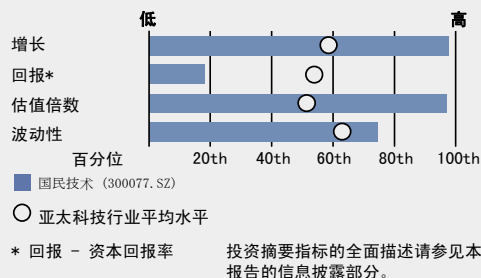 低 高
增长
回报*
估值倍数
波动性
百分位 20th 40th 60th 80th 100th
国民技术 (300077.SZ)
亚太科技行业平均水平
* 回报 - 资本回报率 投资摘要指标的全面描述请参见本
报告的信息披露部分。